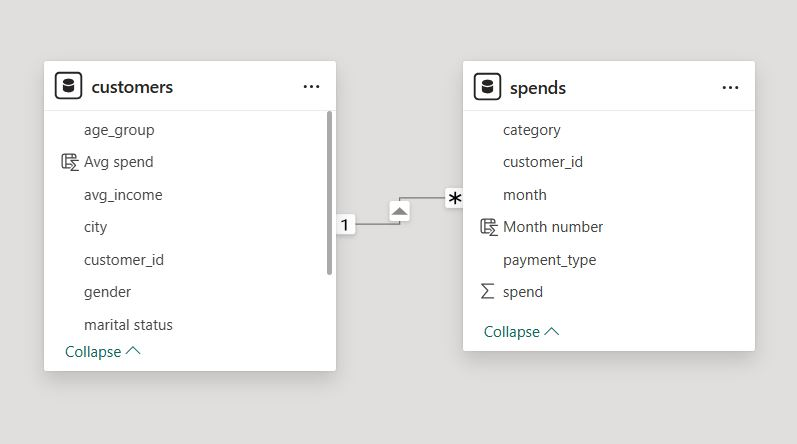 customers
age_group
Avg spend
avg_income
city
customer_id
gender
marital status
Collapse
1
*
spends
category
customer_id
month
Month number
payment_type
spend
Collapse